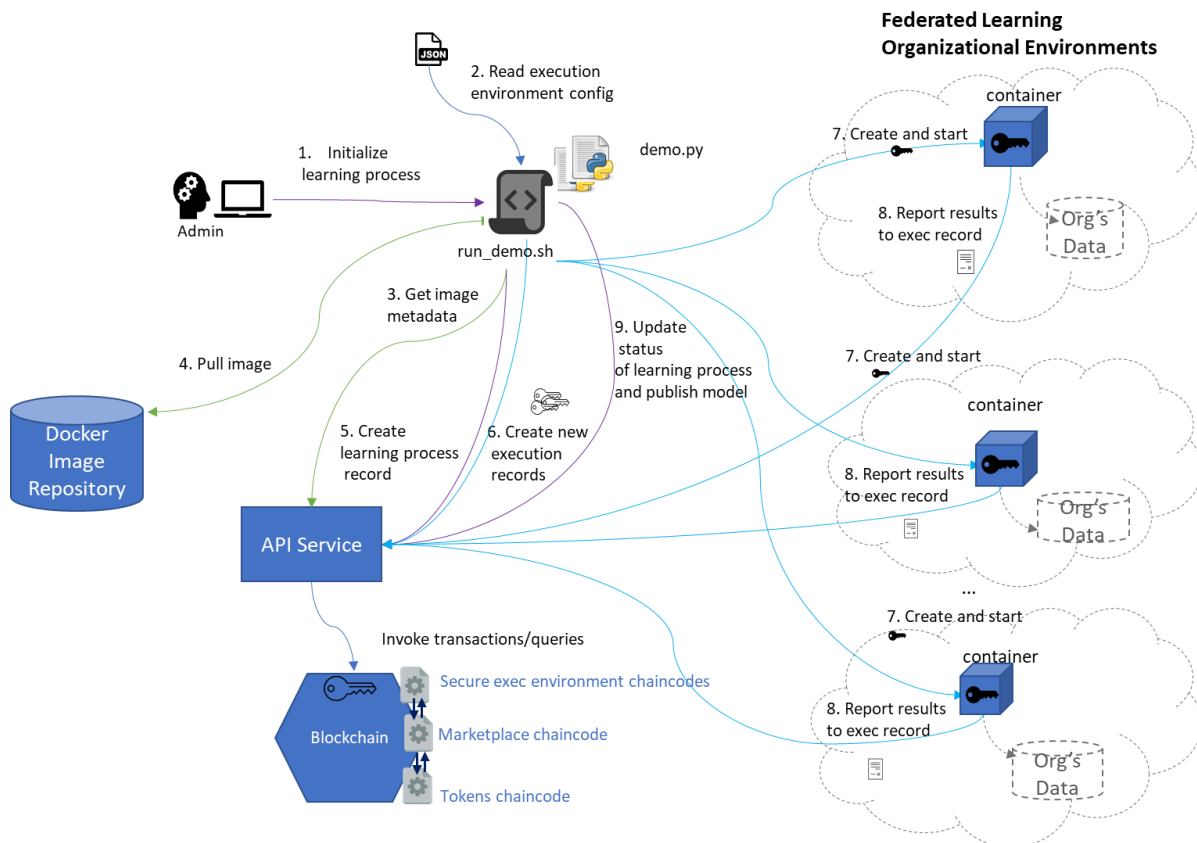 Federated Learning
Organizational Environments
JSON
2. Read execution
environment config
container
7. Create and start
demo.py
1. Initialize
learning process
Admin
run_demo.sh
8. Report results
to exec record
Org's
Data
3. Get image
metadata
9. Update
status
of learning process
and publish model
4. Pull image
7. Create and start
container
Docker
Image
Repository
5. Create
learning process
record
6. Create new
execution
records
8. Report results
to exec record
Org's
Data
API Service
...
7. Create and start
Invoke transactions/queries
container
Secure exec environment chaincodes
Blockchain
Marketplace chaincode
8. Report results
to exec record
Org's
Data
Tokens chaincode